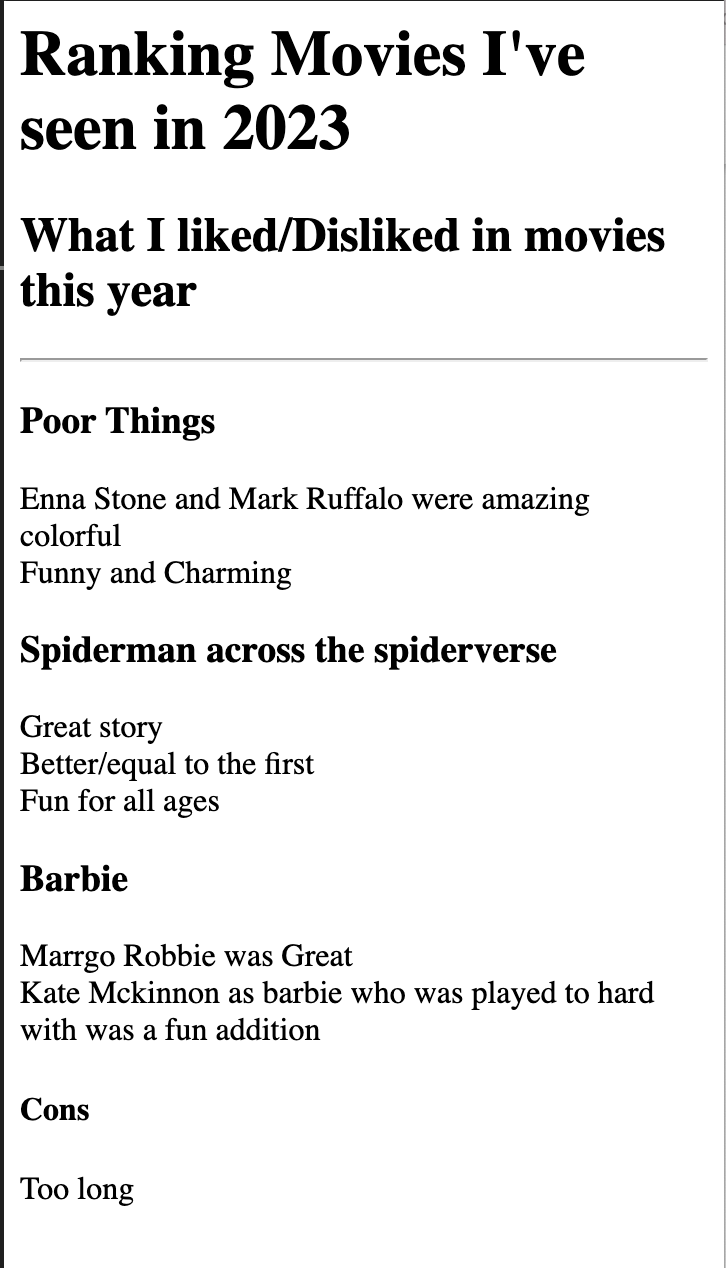 Ranking Movies I've
seen in 2023
What I liked/Disliked in movies
this year
Poor Things
Enna Stone and Mark Ruffalo were amazing
colorful
Funny and Charming
Spiderman across the spiderverse
Great story
Better/equal to the first
Fun for all ages
Barbie
Marrgo Robbie was Great
Kate Mckinnon as barbie who was played to hard
with was a fun addition
Cons
Too long